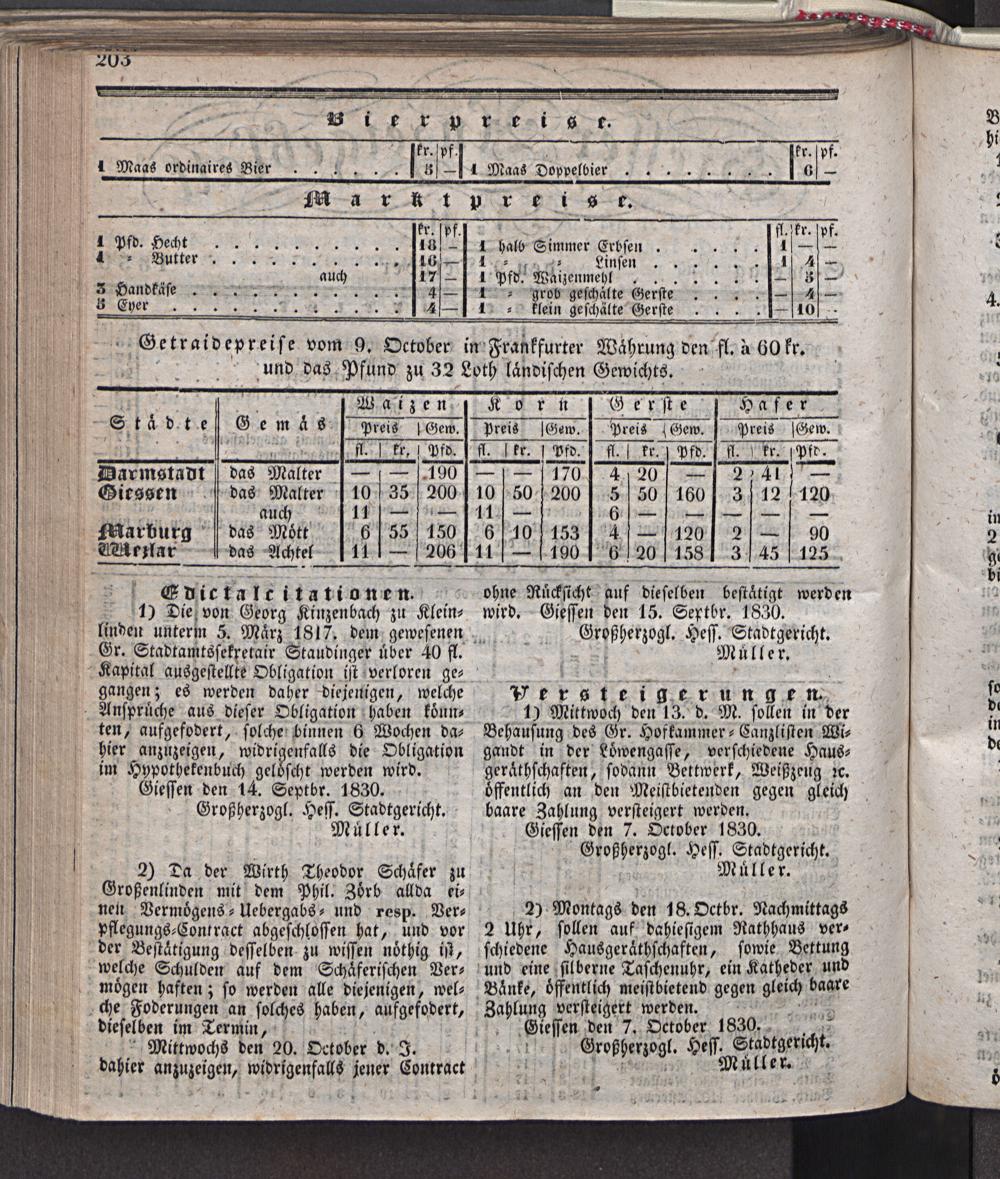 203
Bierpreise.
kr. pf. kr. pf.
1 Maas ordinaires Bier . . . . . . 3 — 1 Maas Doppelbier . . . . . . . . 6 —
Marktpreise.
kr. pf. fl. kr. pf.
1 Pfd. Hecht . . . . . . . . . . 18 — 1 halb Simmer Erbsen . . . . . 1 — —
1 " Butter . . . . . . . . . . 16 — 1 " " Linsen . . . . . . 1 4 —
auch 17 — 1 Pfd. Waizenmehl . . . . . . . — 3 —
3 Handkäse . . . . . . . . . . . 4 — 1 " grob geschälte Gerste . . . . — 4 —
3 Eyer . . . . . . . . . . . . 4 — 1 " klein geschälte Gerste . . . . — 10 —
Getraidepreise vom 9. October in Frankfurter Währung den fl. à 60 kr.
und das Pfund zu 32 Loth ländischen Gewichts.
Städte Gemäs Waizen Korn Gerste Hafer
Preis Gew. Preis Gew. Preis Gew. Preis Gew.
fl. kr. Pfd. fl. kr. Pfd. fl. kr. Pfd. fl. kr. Pfd.
Darmstadt das Malter — — 190 — — 170 4 20 — 2 41 —
Giessen das Malter 10 35 200 10 50 200 5 50 160 3 12 120
auch 11 — — 11 — — 6 — — — — —
Marburg das Mött 6 55 150 6 10 153 4 — 120 2 — 90
Wezlar das Achtel 11 — 206 11 — 190 6 20 158 3 45 125
Edictalcitationen.
1) Die von Georg Kinzenbach zu Klein-
linden unterm 5. März 1817. dem gewesenen
Gr. Stadtamtssekretair Staudinger über 40 fl.
Kapital ausgestellte Obligation ist verloren ge-
gangen; es werden daher diejenigen, welche
Ansprüche aus dieser Obligation haben könn-
ten, aufgefodert, solche binnen 6 Wochen da-
hier anzuzeigen, widrigenfalls die Obligation
im Hypothekenbuch gelöscht werden wird.
Giessen den 14. Septbr. 1830.
Großherzogl. Hess. Stadtgericht.
Müller.
2) Da der Wirth Theodor Schäfer zu
Großenlinden mit dem Phil. Zörb allda ei-
nen Vermögens-Uebergabs- und resp. Ver-
pflegungs-Contract abgeschlossen hat, und vor
der Bestätigung desselben zu wissen nöthig ist,
welche Schulden auf dem Schäferischen Ver-
mögen haften; so werden alle diejenigen, wel-
che Foderungen an solches haben, aufgefodert,
dieselben im Termin,
Mittwochs den 20. October d. J.
dahier anzuzeigen, widrigenfalls jener Contract
ohne Rücksicht auf dieselben bestätigt werden
wird. Giessen den 15. Septbr. 1830.
Großherzogl. Hess. Stadtgericht.
Müller.
Versteigerungen.
1) Mittwoch den 13. d. M. sollen in der
Behausung des Gr. Hofkammer-Canzlisten Wi-
gandt in der Löwengasse, verschiedene Haus-
geräthschaften, sodann Bettwerk, Weißzeug ꝛc.
öffentlich an den Meistbietenden gegen gleich
baare Zahlung versteigert werden.
Giessen den 7. October 1830.
Großherzogl. Hess. Stadtgericht.
Müller.
2) Montags den 18. Octbr. Nachmittags
2 Uhr, sollen auf dahiesigem Rathhaus ver-
schiedene Hausgeräthschaften, sowie Bettung
und eine silberne Taschenuhr, ein Katheder und
Bänke, öffentlich meistbietend gegen gleich baare
Zahlung versteigert werden.
Giessen den 7. October 1830.
Großherzogl. Hess. Stadtgericht.
Müller.